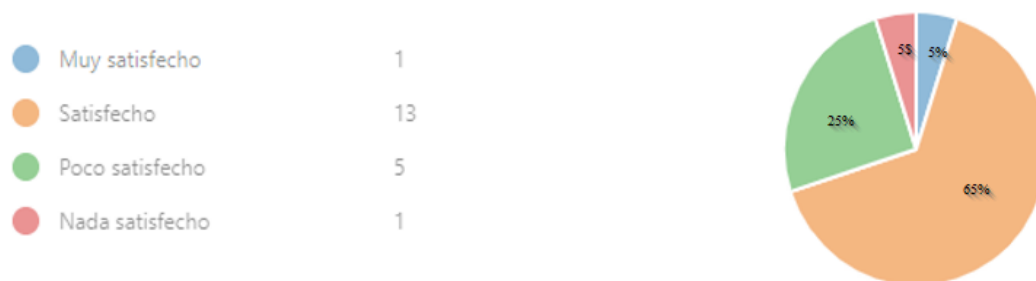 Muy satisfecho 1
Satisfecho 13
Poco satisfecho 5
Nada satisfecho 1
5$ 5%
25%
65%